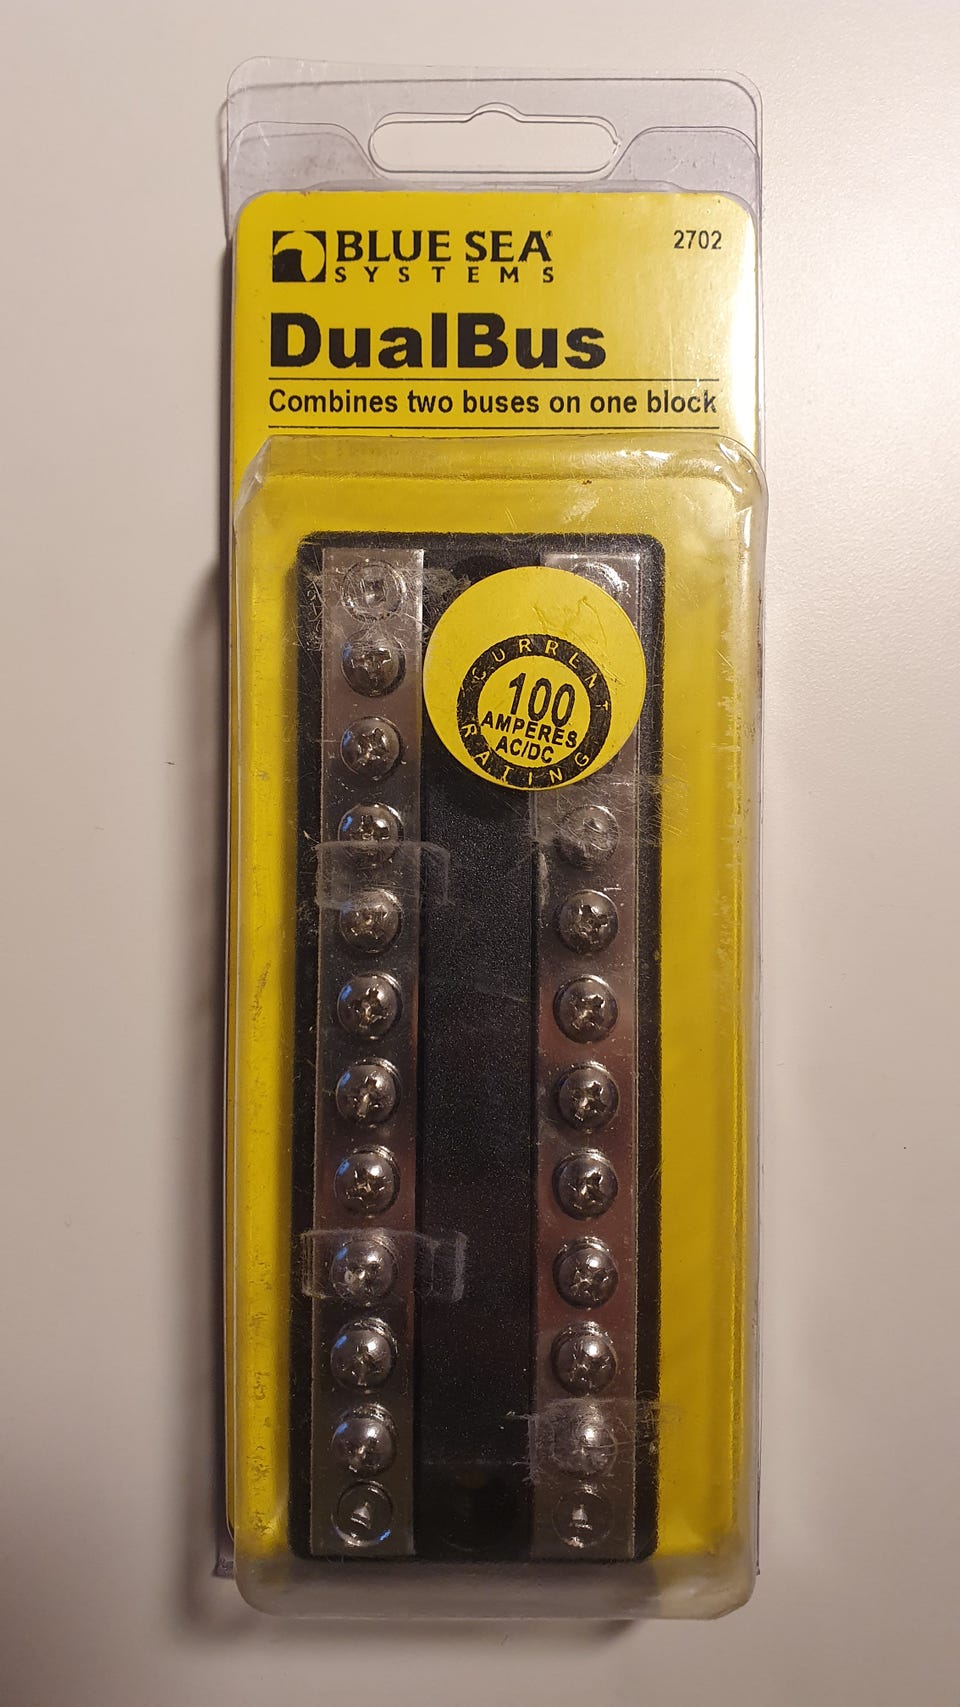 BLUE SEA
SYSTEMS
2702
DualBus
Combines two buses on one block
CURRENT
100
AMPERES
AC/DC
RATING